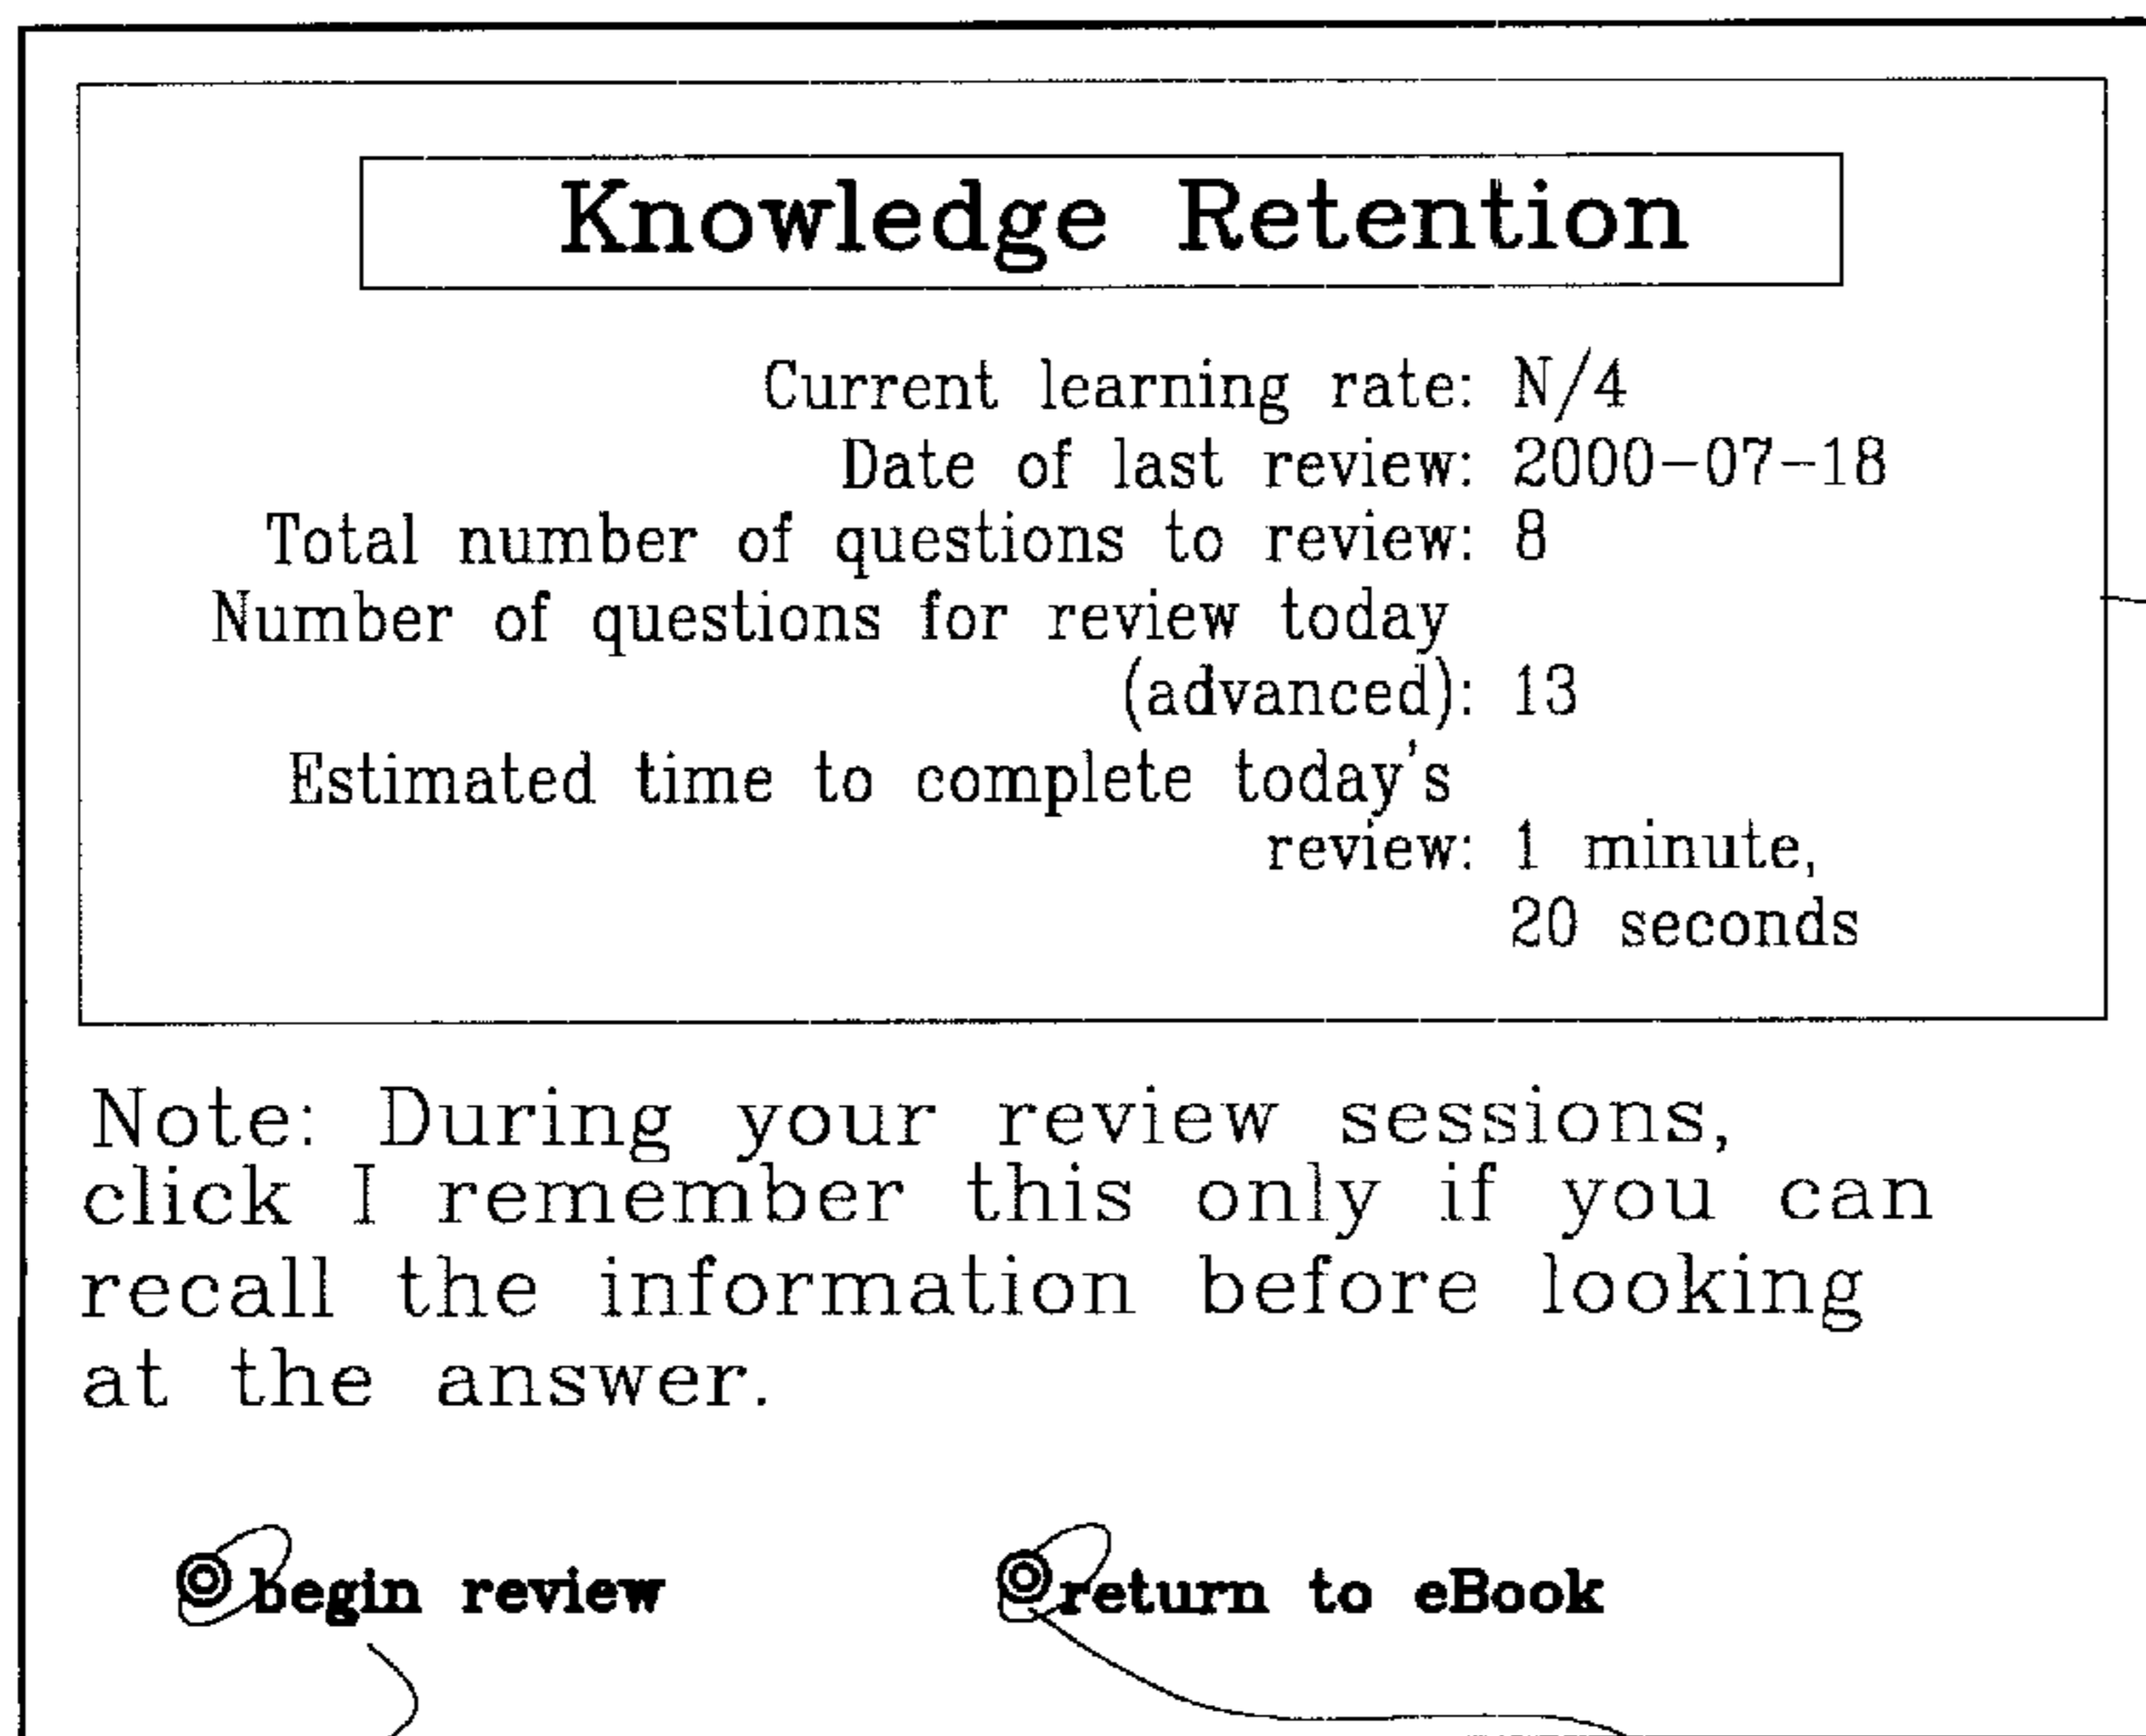 Knowledge Retention
Current learning rate: N/4
Date of last review: 2000-07-18
Total number of questions to review: 8
Number of questions for review today
(advanced): 13
Estimated time to complete today's
review: 1 minute,
20 seconds
Note: During your review sessions,
click I remember this only if you can
recall the information before looking
at the answer.
begin review
return to eBook